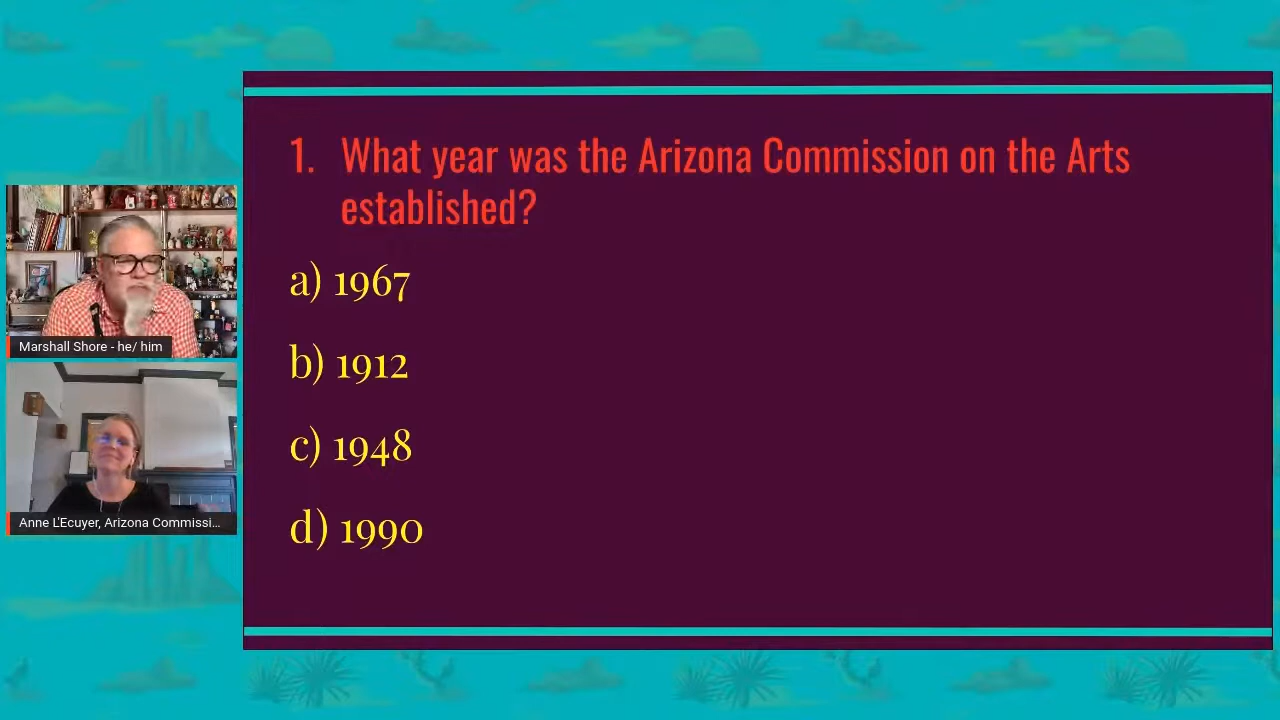 1. What year was the Arizona Commission on the Arts
established?
a) 1967
b) 1912
c) 1948
d) 1990
Marshall Shore - he/ him
Anne L'Ecuyer, Arizona Commissi...